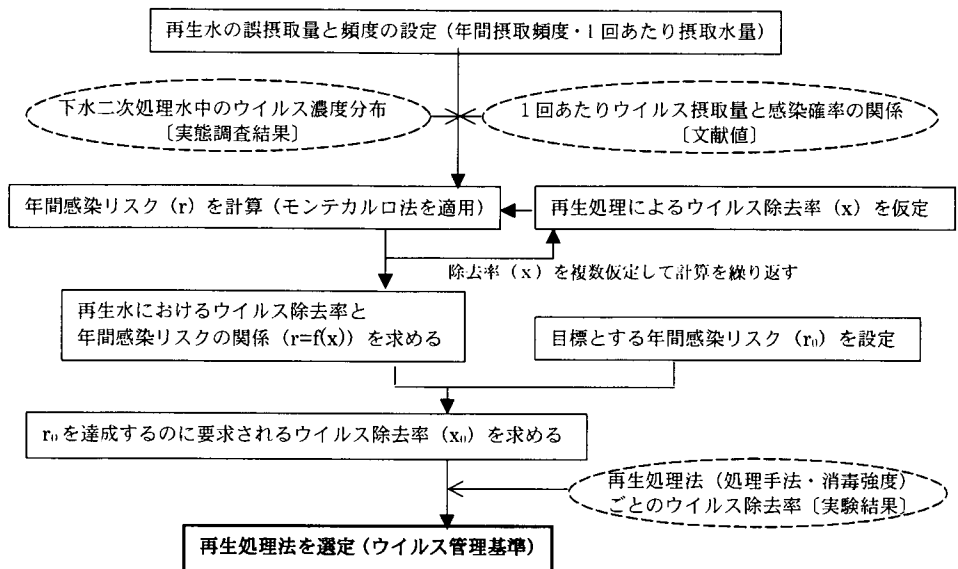 再生水の誤摂取量と頻度の設定（年間摂取頻度・1回あたり摂取水量）
下水二次処理水中のウイルス濃度分布
〔実態調査結果〕
1回あたりウイルス摂取量と感染確率の関係
〔文献値〕
年間感染リスク（r）を計算（モンテカルロ法を適用）
再生処理によるウイルス除去率（x）を仮定
除去率（x）を複数仮定して計算を繰り返す
再生水におけるウイルス除去率と
年間感染リスクの関係（r=f(x)）を求める
目標とする年間感染リスク（r₀）を設定
r₀を達成するのに要求されるウイルス除去率（x₀）を求める
再生処理法（処理手法・消毒強度）
ごとのウイルス除去率〔実験結果〕
再生処理法を選定（ウイルス管理基準）